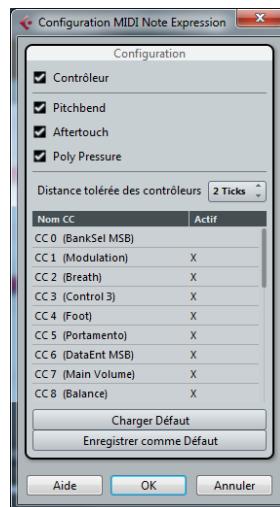 Configuration MIDI Note Expression
Configuration
Contrôleur
Pitchbend
Aftertouch
Poly Pressure
Distance tolérée des contrôleurs 2 Ticks
Nom CC Actif
CC 0 (BankSel MSB)
CC 1 (Modulation) X
CC 2 (Breath) X
CC 3 (Control 3) X
CC 4 (Foot) X
CC 5 (Portamento) X
CC 6 (DataEnt MSB) X
CC 7 (Main Volume) X
CC 8 (Balance) X
Charger Défaut
Enregistrer comme Défaut
Aide OK Annuler